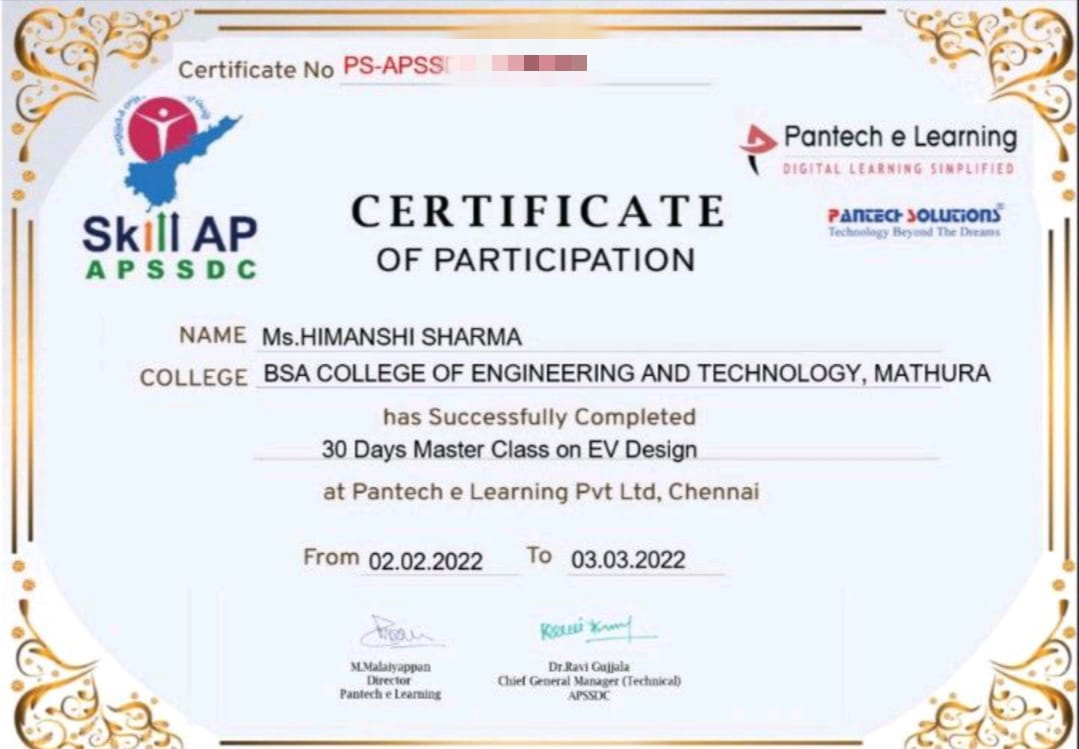 Certificate No PS-APSS
Skill AP
APSSDC
Pantech e Learning
DIGITAL LEARNING SIMPLIFIED
PANTECH SOLUTIONS
Technology Beyond The Dreams
CERTIFICATE
OF PARTICIPATION
NAME Ms.HIMANSHI SHARMA
COLLEGE BSA COLLEGE OF ENGINEERING AND TECHNOLOGY, MATHURA
has Successfully Completed
30 Days Master Class on EV Design
at Pantech e Learning Pvt Ltd, Chennai
From 02.02.2022 To 03.03.2022
M.Malaiyappan
Director
Pantech e Learning
Ravi Kumar
Dr.Ravi Gujjala
Chief General Manager (Technical)
APSSDC